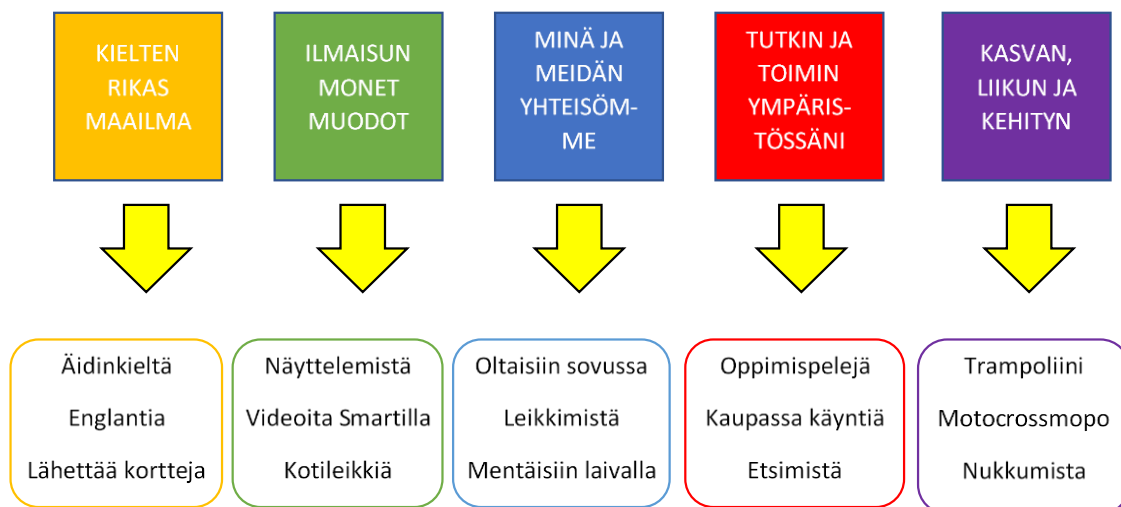 KIELTEN
RIKAS
MAAILMA
ILMAISUN
MONET
MUODOT
MINÄ JA
MEIDÄN
YHTEISÖM-
ME
TUTKIN JA
TOIMIN
YMPÄRIS-
TÖSSÄNI
KASVAN,
LIIKUN JA
KEHITYN
Äidinkieltä
Englantia
Lähettää kortteja
Näyttelemistä
Videoita Smartilla
Kotileikkiä
Oltaisiin sovussa
Leikkimistä
Mentäisiin laivalla
Oppimispelejä
Kaupassa käyntiä
Etsimistä
Trampoliini
Motocrossmopo
Nukkumista